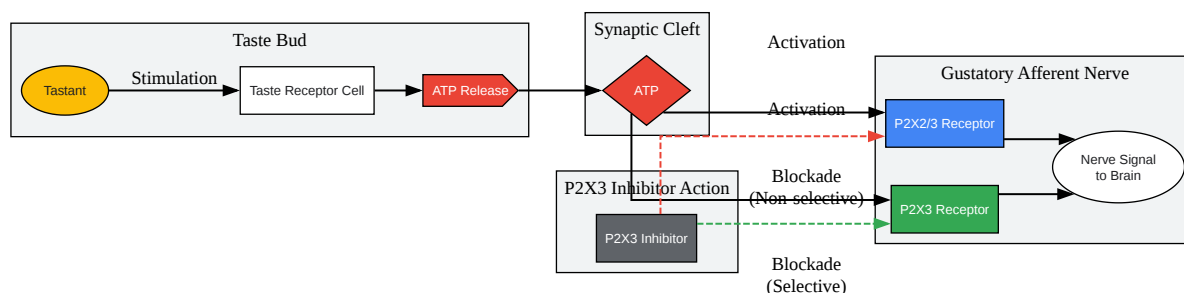 Taste Bud
Tastant
Stimulation
Taste Receptor Cell
ATP Release
Synaptic Cleft
ATP
Activation
Activation
Gustatory Afferent Nerve
P2X2/3 Receptor
Nerve Signal
to Brain
P2X3 Receptor
P2X3 Inhibitor Action
P2X3 Inhibitor
Blockade
(Non-selective)
Blockade
(Selective)